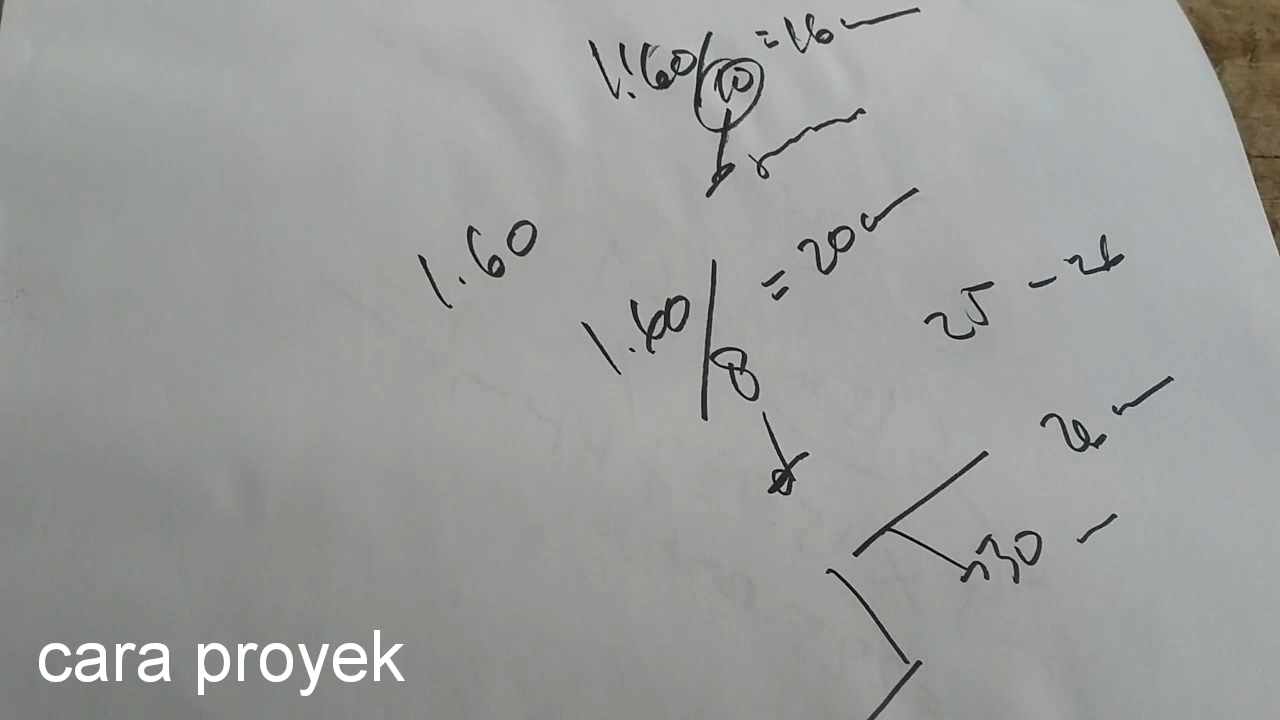 1.60/10 = 16
1.60
1.60/8 = 20
25 - 26
26
30
cara proyek